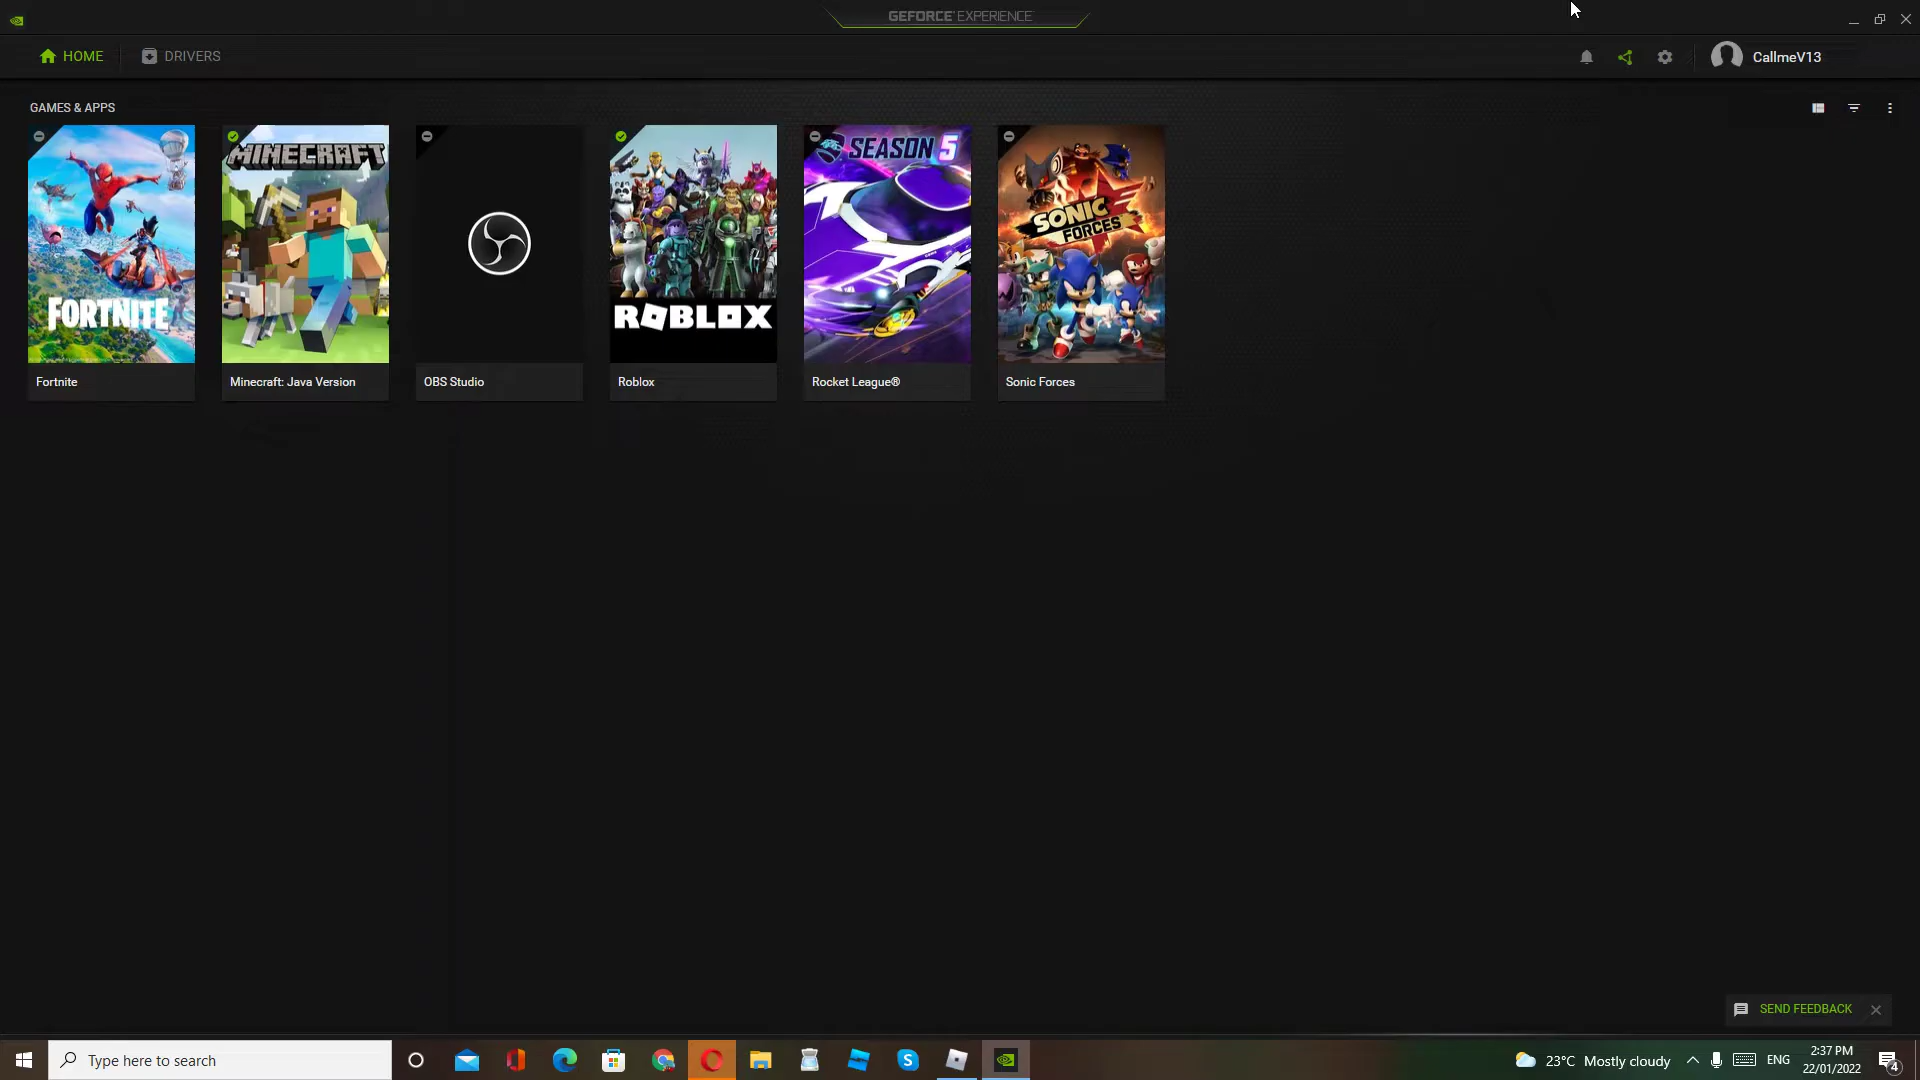 GEFORCE EXPERIENCE
HOME
DRIVERS
CallmeV13
GAMES & APPS
FORTNITE
MINECRAFT
ROBLOX
SEASON 5
SONIC
FORCES
Fortnite
Minecraft: Java Version
OBS Studio
Roblox
Rocket League®
Sonic Forces
SEND FEEDBACK
Type here to search
23°C Mostly cloudy
ENG
2:37 PM
22/01/2022
4